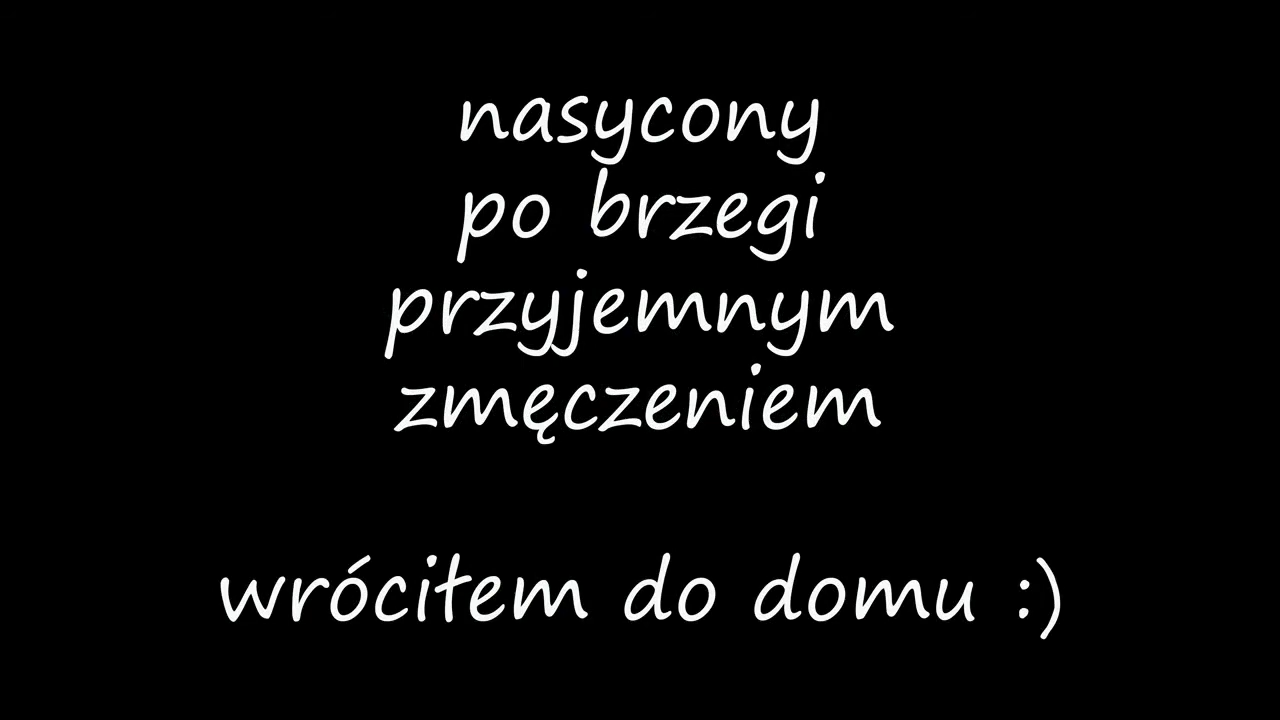 nasycony
po brzegi
przyjemnym
zmęczeniem
wróciłem do domu :)